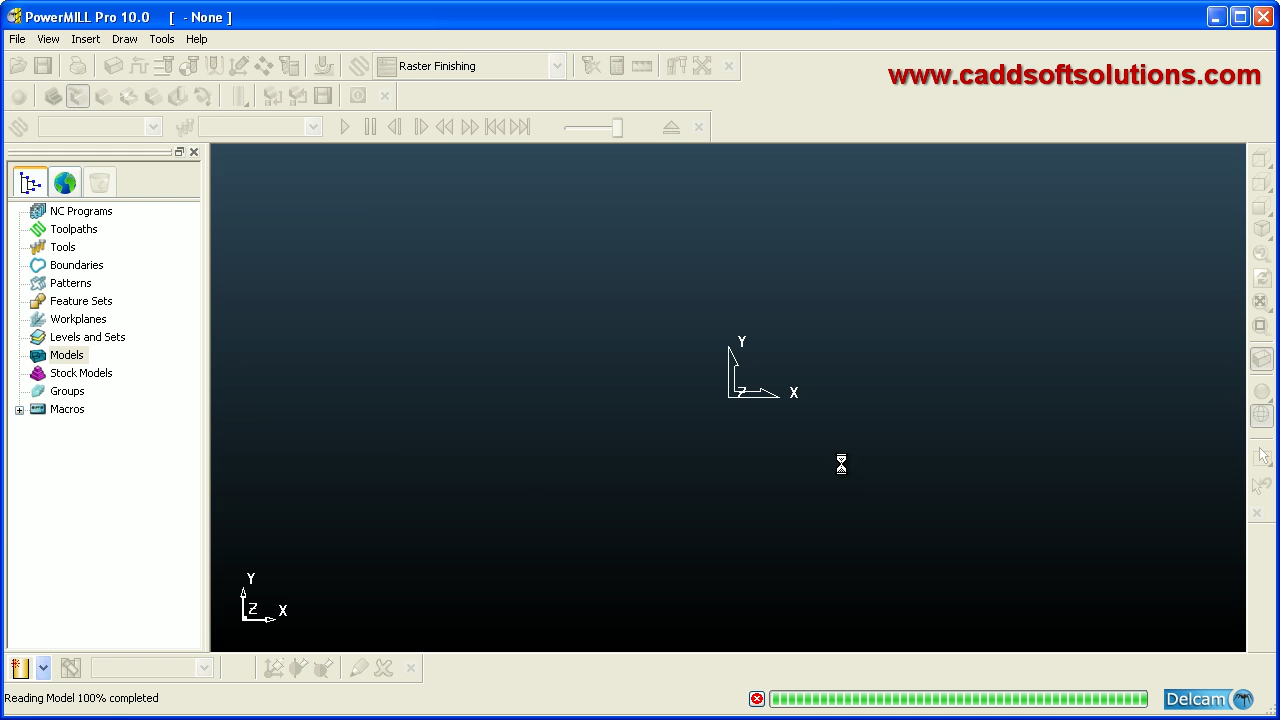 PowerMILL Pro 10.0 [ - None ]
File View Insert Draw Tools Help
Raster Finishing
www.caddsoftsolutions.com
NC Programs
Toolpaths
Tools
Boundaries
Patterns
Feature Sets
Workplanes
Levels and Sets
Models
Stock Models
Groups
Macros
Y
Z X
Y
Z X
Reading Model 100% completed
Delcam